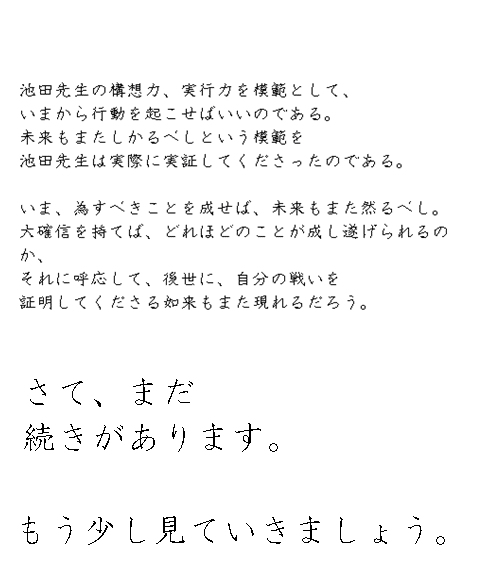 池田先生の構想力、実行力を模範として、
いまから行動を起こせばいいのである。
未来もまたしかるべしという模範を
池田先生は実際に実証してくださったのである。
いま、為すべきことを成せば、未来もまた然るべし。
大確信を持てば、どれほどのことが成し遂げられるの
か、
それに呼応して、後世に、自分の戦いを
証明してくださる如来もまた現れるだろう。
さて、まだ
続きがあります。
もう少し見ていきましょう。